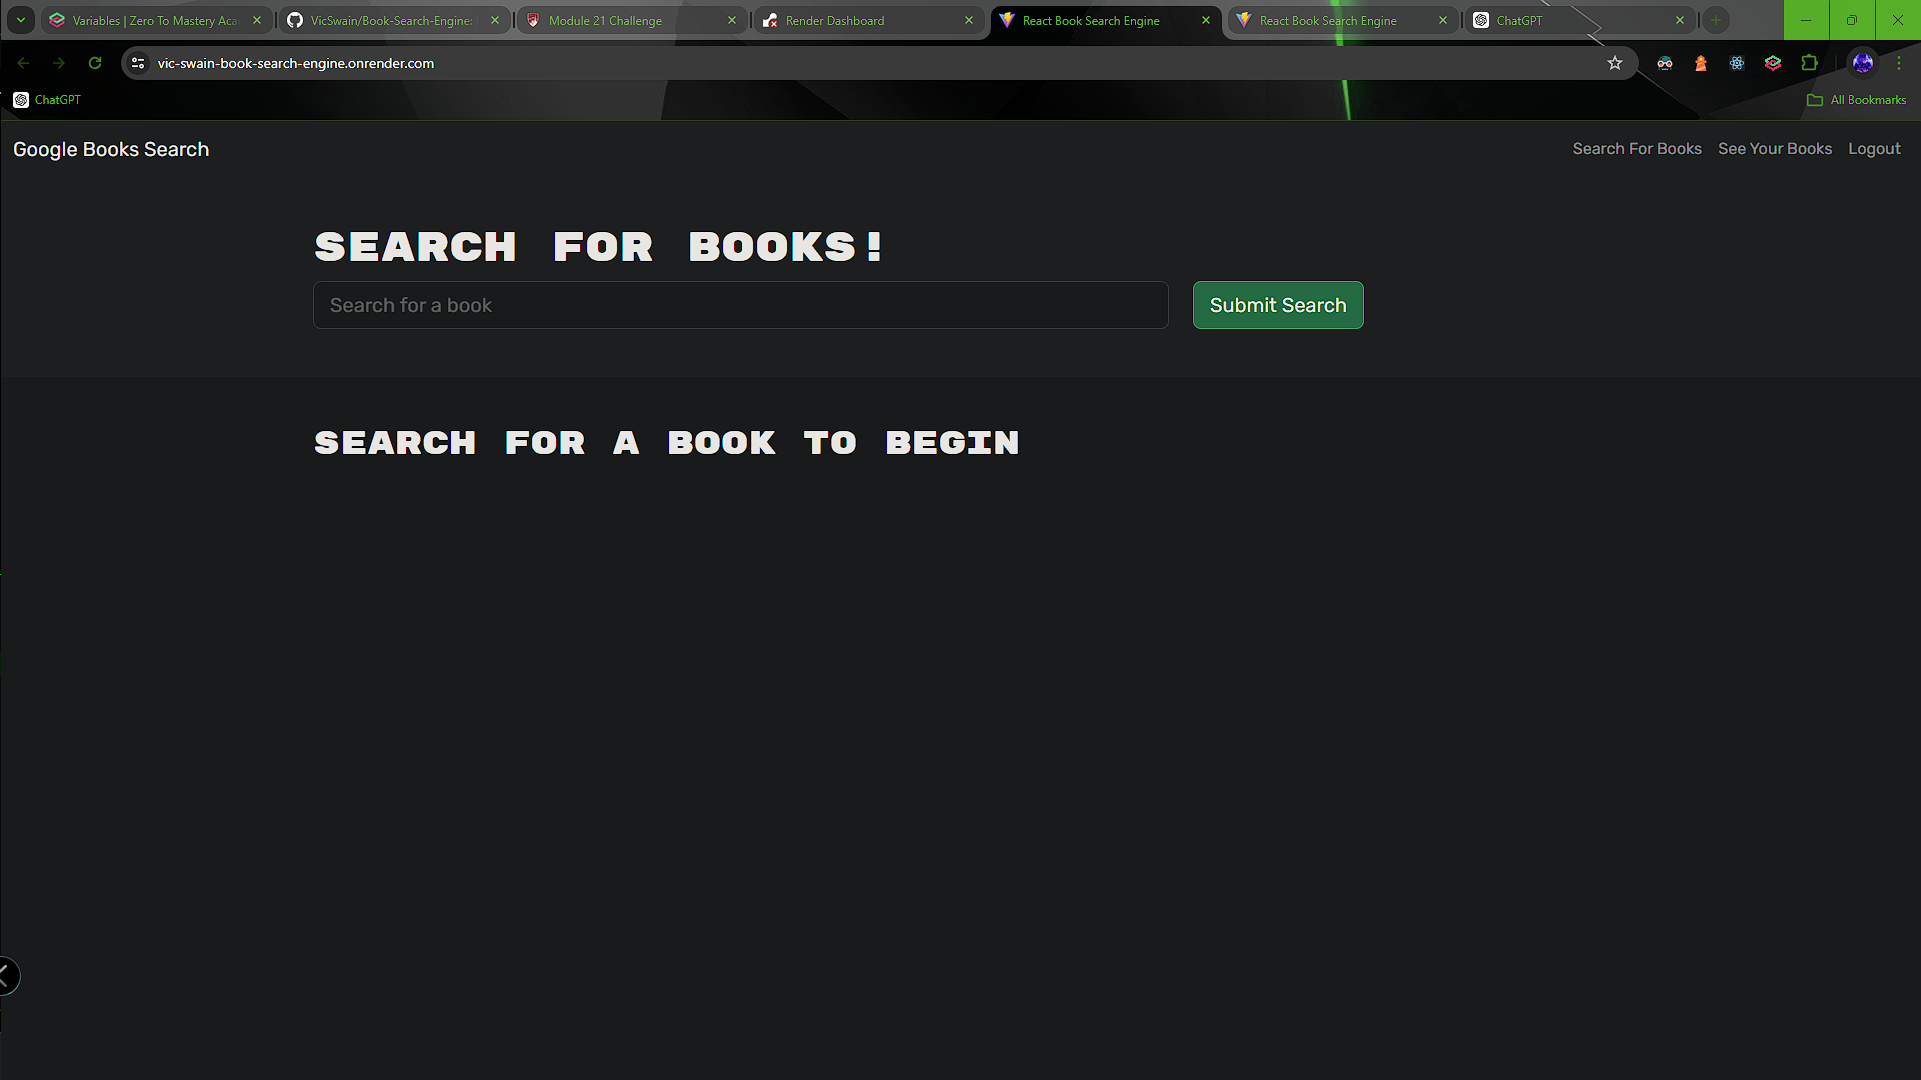 Variables | Zero To Mastery Aca
VicSwain/Book-Search-Engine:
Module 21 Challenge
Render Dashboard
React Book Search Engine
React Book Search Engine
ChatGPT
vic-swain-book-search-engine.onrender.com
ChatGPT
All Bookmarks
Google Books Search
Search For Books
See Your Books
Logout
SEARCH FOR BOOKS!
Search for a book
Submit Search
SEARCH FOR A BOOK TO BEGIN